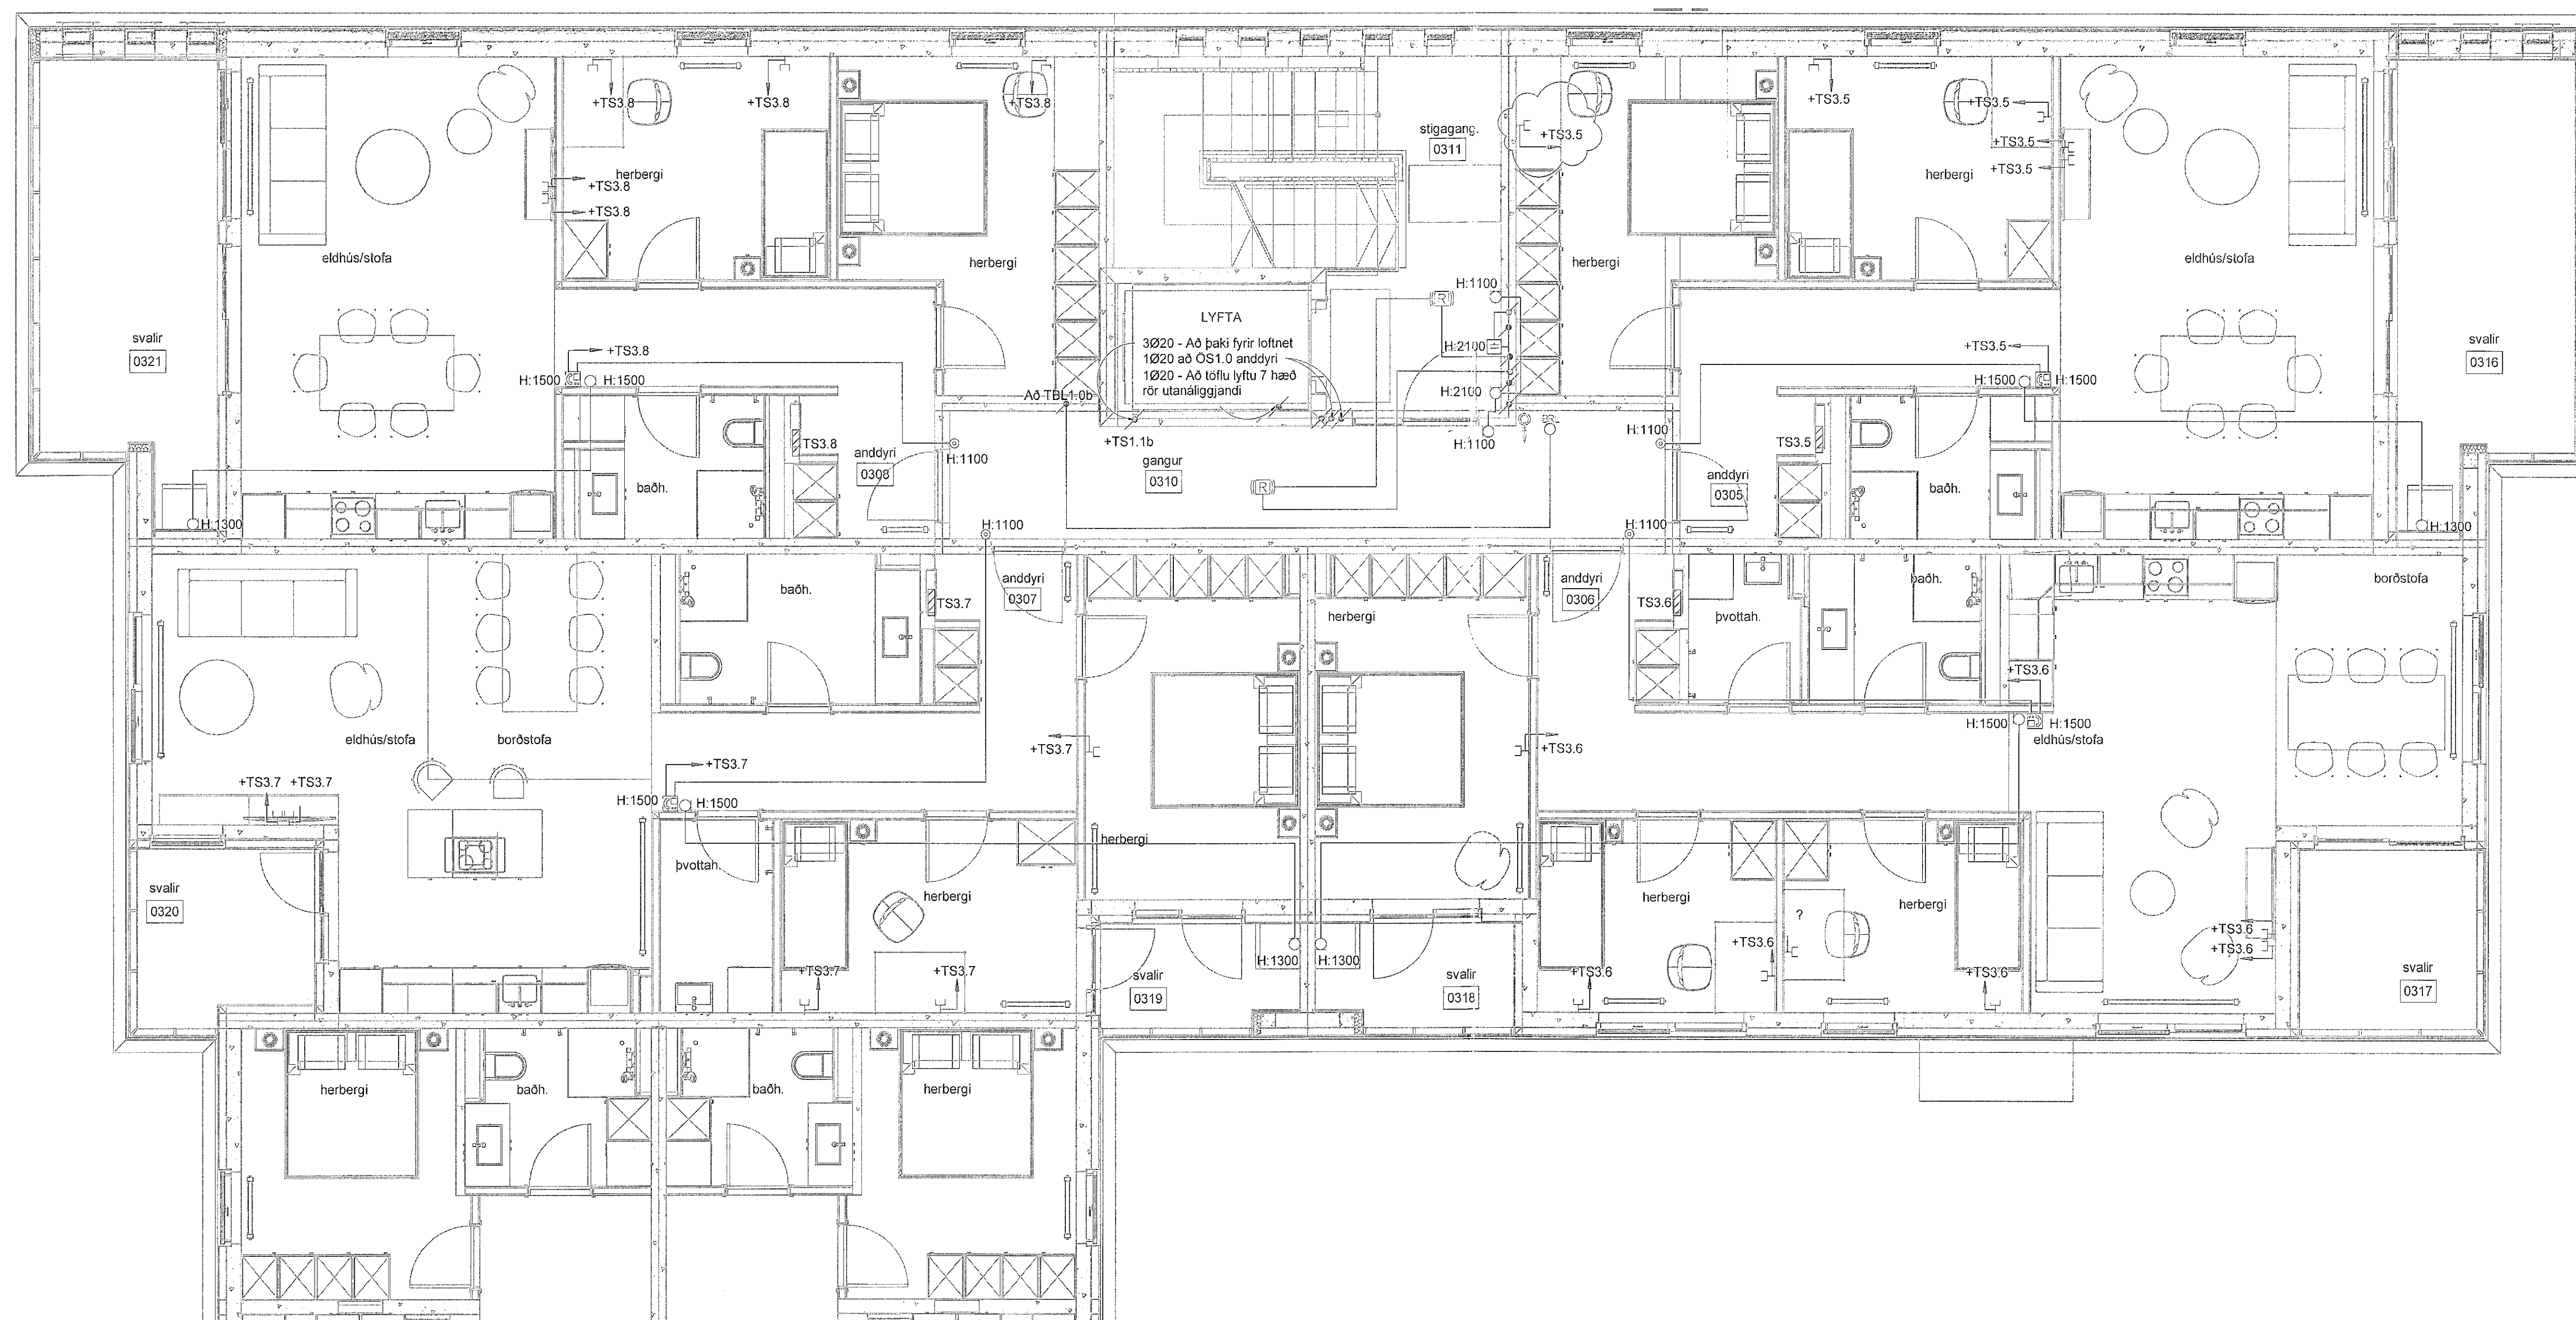 +TS3.8
+TS3.8
+TS3.8
stigagang.
0311
+TS3.5
+TS3.5
+TS3.5
+TS3.5
+TS3.5
herbergi
+TS3.8
+TS3.8
herbergi
eldhús/stofa
herbergi
herbergi
eldhús/stofa
H:1100
LYFTA
3Ø20 - Að þaki fyrir loftnet
1Ø20 að ÖS1.0 anddyri
1Ø20 - Að töflu lyftu 7 hæð
rör utanáliggjandi
svalir
0321
+TS3.8
H:2100
+TS3.5
svalir
0316
H:1500
H:1500
Að TBL1.0b
H:2100
H:1500
H:1500
+TS1.1b
TS3.8
anddyri
0308
H:1100
gangur
0310
H:1100
BR
H:1100
TS3.5
anddyri
0305
baðh.
baðh.
H:1300
H:1100
H:1100
H:1300
baðh.
TS3.7
anddyri
0307
herbergi
anddyri
0306
TS3.6
þvottah.
baðh.
borðstofa
+TS3.6
eldhús/stofa
borðstofa
+TS3.7
+TS3.6
H:1500
H:1500
eldhús/stofa
+TS3.7
+TS3.7
+TS3.7
H:1500
H:1500
herbergi
þvottah.
svalir
0320
herbergi
herbergi
?
herbergi
+TS3.7
+TS3.7
svalir
0319
H:1300
H:1300
svalir
0318
+TS3.6
+TS3.6
+TS3.6
+TS3.6
+TS3.6
svalir
0317
herbergi
baðh.
baðh.
herbergi
R
R